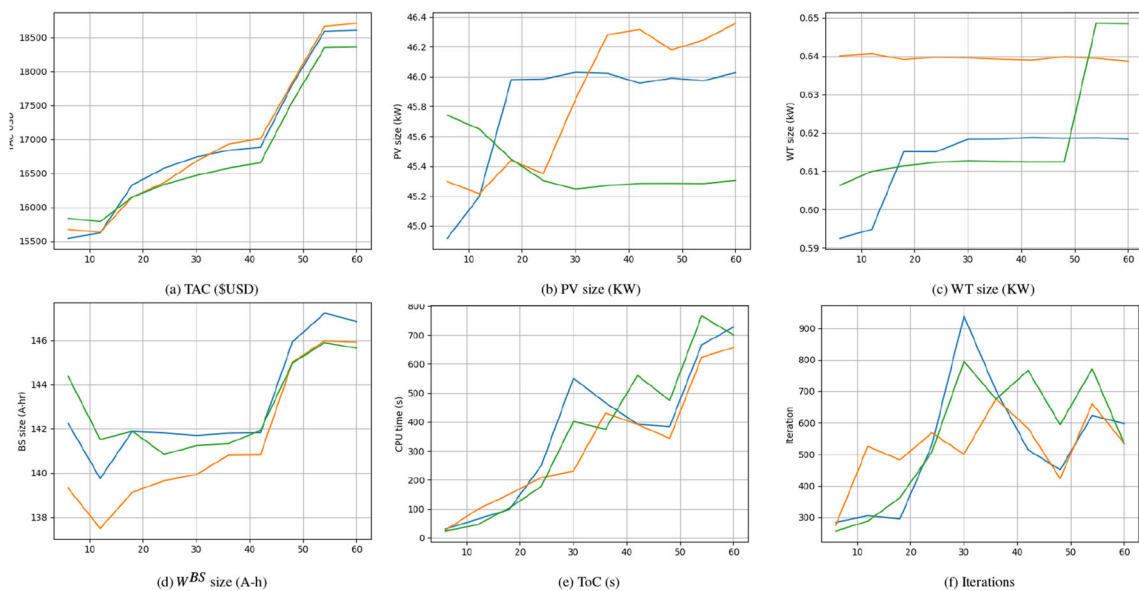 18500
18000
17500
17000
16500
16000
15500
TAC USD
10 20 30 40 50 60
(a) TAC ($USD)
46.4
46.2
46.0
45.8
45.6
45.4
45.2
45.0
PV size (kW)
10 20 30 40 50 60
(b) PV size (KW)
0.65
0.64
0.63
0.62
0.61
0.60
0.59
WT size (kW)
10 20 30 40 50 60
(c) WT size (KW)
146
144
142
140
138
BS size (A-hr)
10 20 30 40 50 60
(d) W^BS size (A-h)
800
700
600
500
400
300
200
100
0
CPU time (s)
10 20 30 40 50 60
(e) ToC (s)
900
800
700
600
500
400
300
Iteration
10 20 30 40 50 60
(f) Iterations